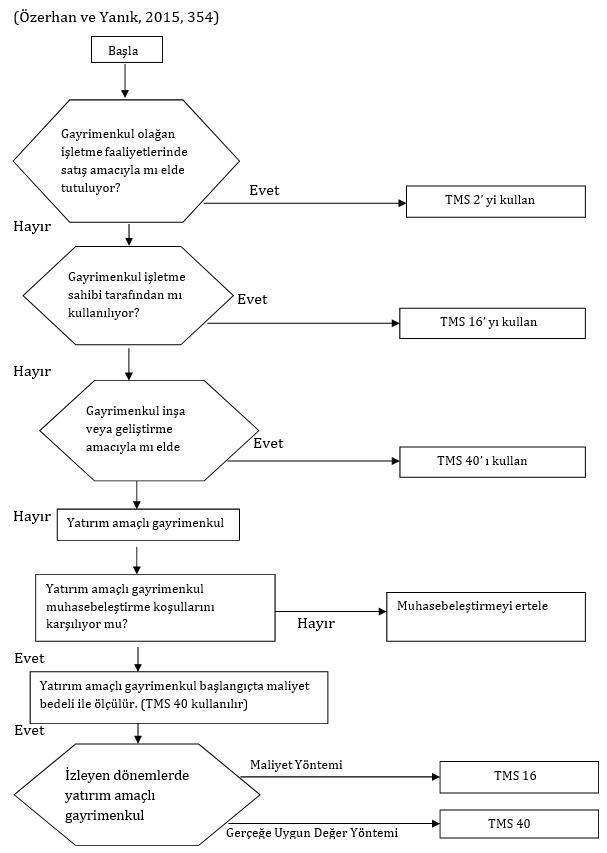 (Özerhan ve Yanık, 2015, 354)
Başla
Gayrimenkul olağan
işletme faaliyetlerinde
satış amacıyla mı elde
tutuluyor?
Evet
TMS 2' yi kullan
Hayır
Gayrimenkul işletme
sahibi tarafından mı
kullanılıyor?
Evet
TMS 16' yı kullan
Hayır
Gayrimenkul inşa
veya geliştirme
amacıyla mı elde
Evet
TMS 40' ı kullan
Hayır
Yatırım amaçlı gayrimenkul
Yatırım amaçlı gayrimenkul
muhasebeleştirme koşullarını
karşılıyor mu?
Hayır
Muhasebeleştirmeyi ertele
Evet
Yatırım amaçlı gayrimenkul başlangıçta maliyet
bedeli ile ölçülür. (TMS 40 kullanılır)
Evet
İzleyen dönemlerde
yatırım amaçlı
gayrimenkul
Maliyet Yöntemi
TMS 16
Gerçeğe Uygun Değer Yöntemi
TMS 40